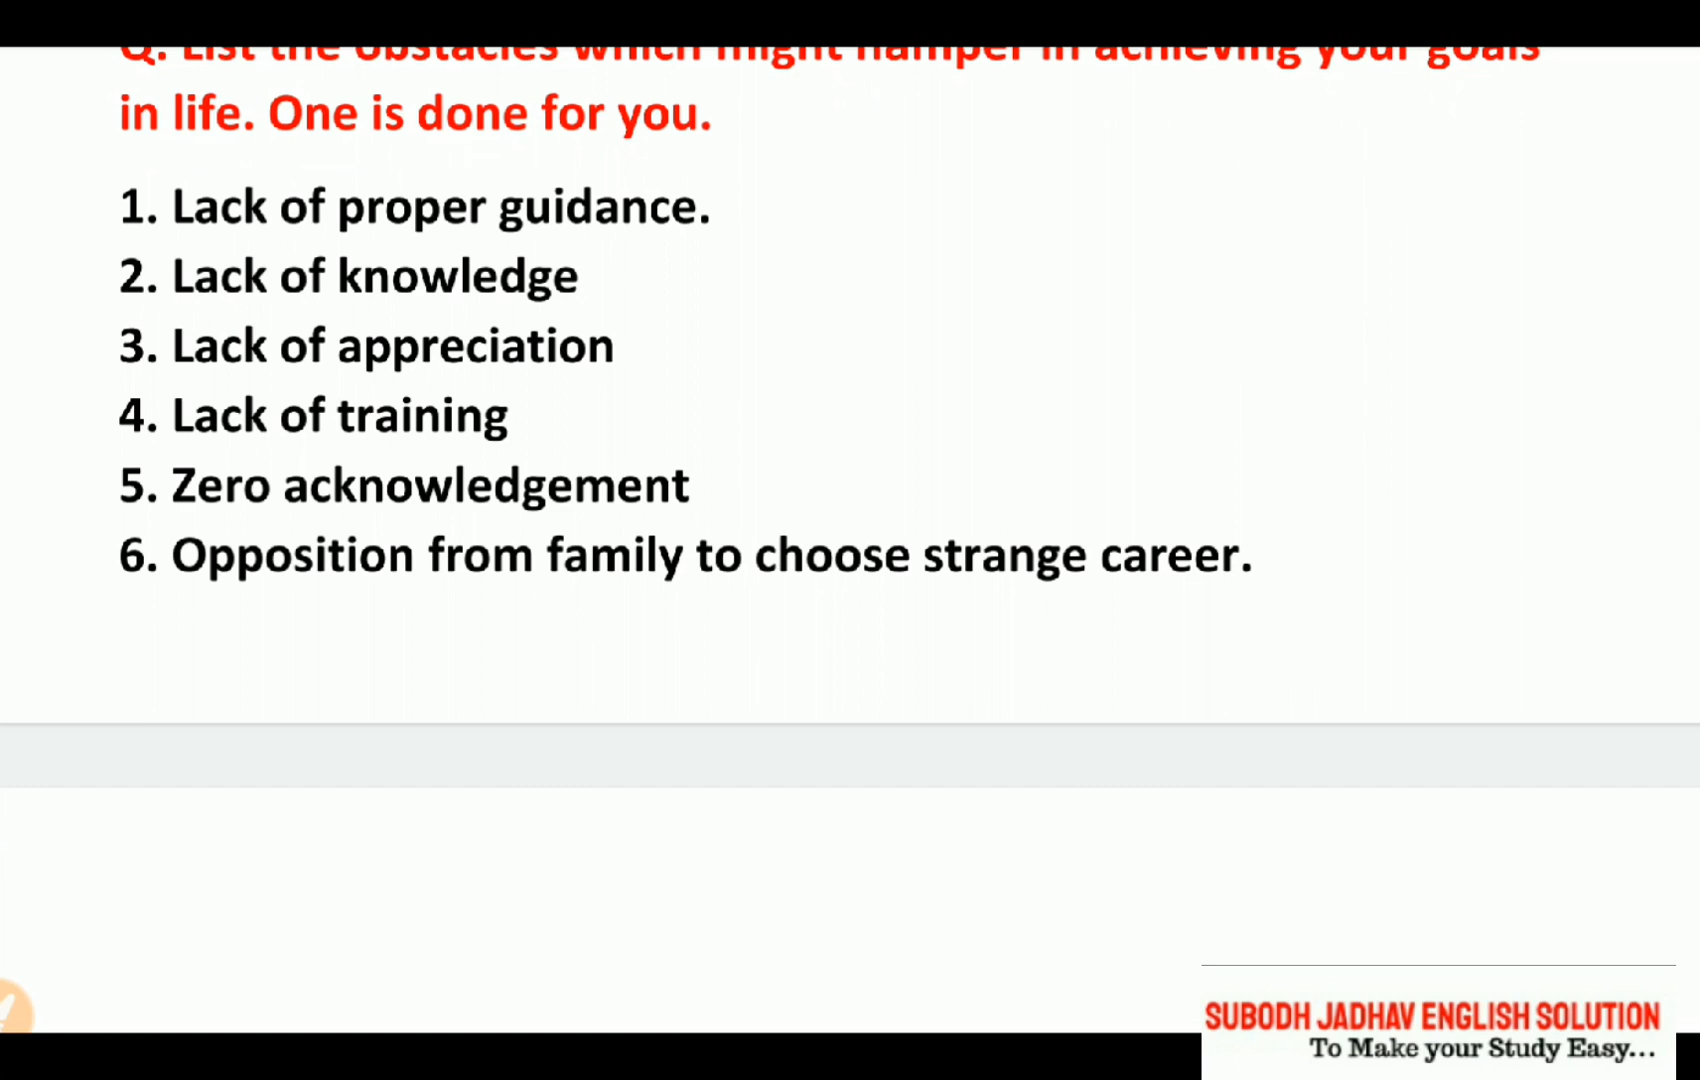 Q. List the obstacles which might hamper in achieving your goals
in life. One is done for you.
1. Lack of proper guidance.
2. Lack of knowledge
3. Lack of appreciation
4. Lack of training
5. Zero acknowledgement
6. Opposition from family to choose strange career.
SUBODH JADHAV ENGLISH SOLUTION
To Make your Study Easy...